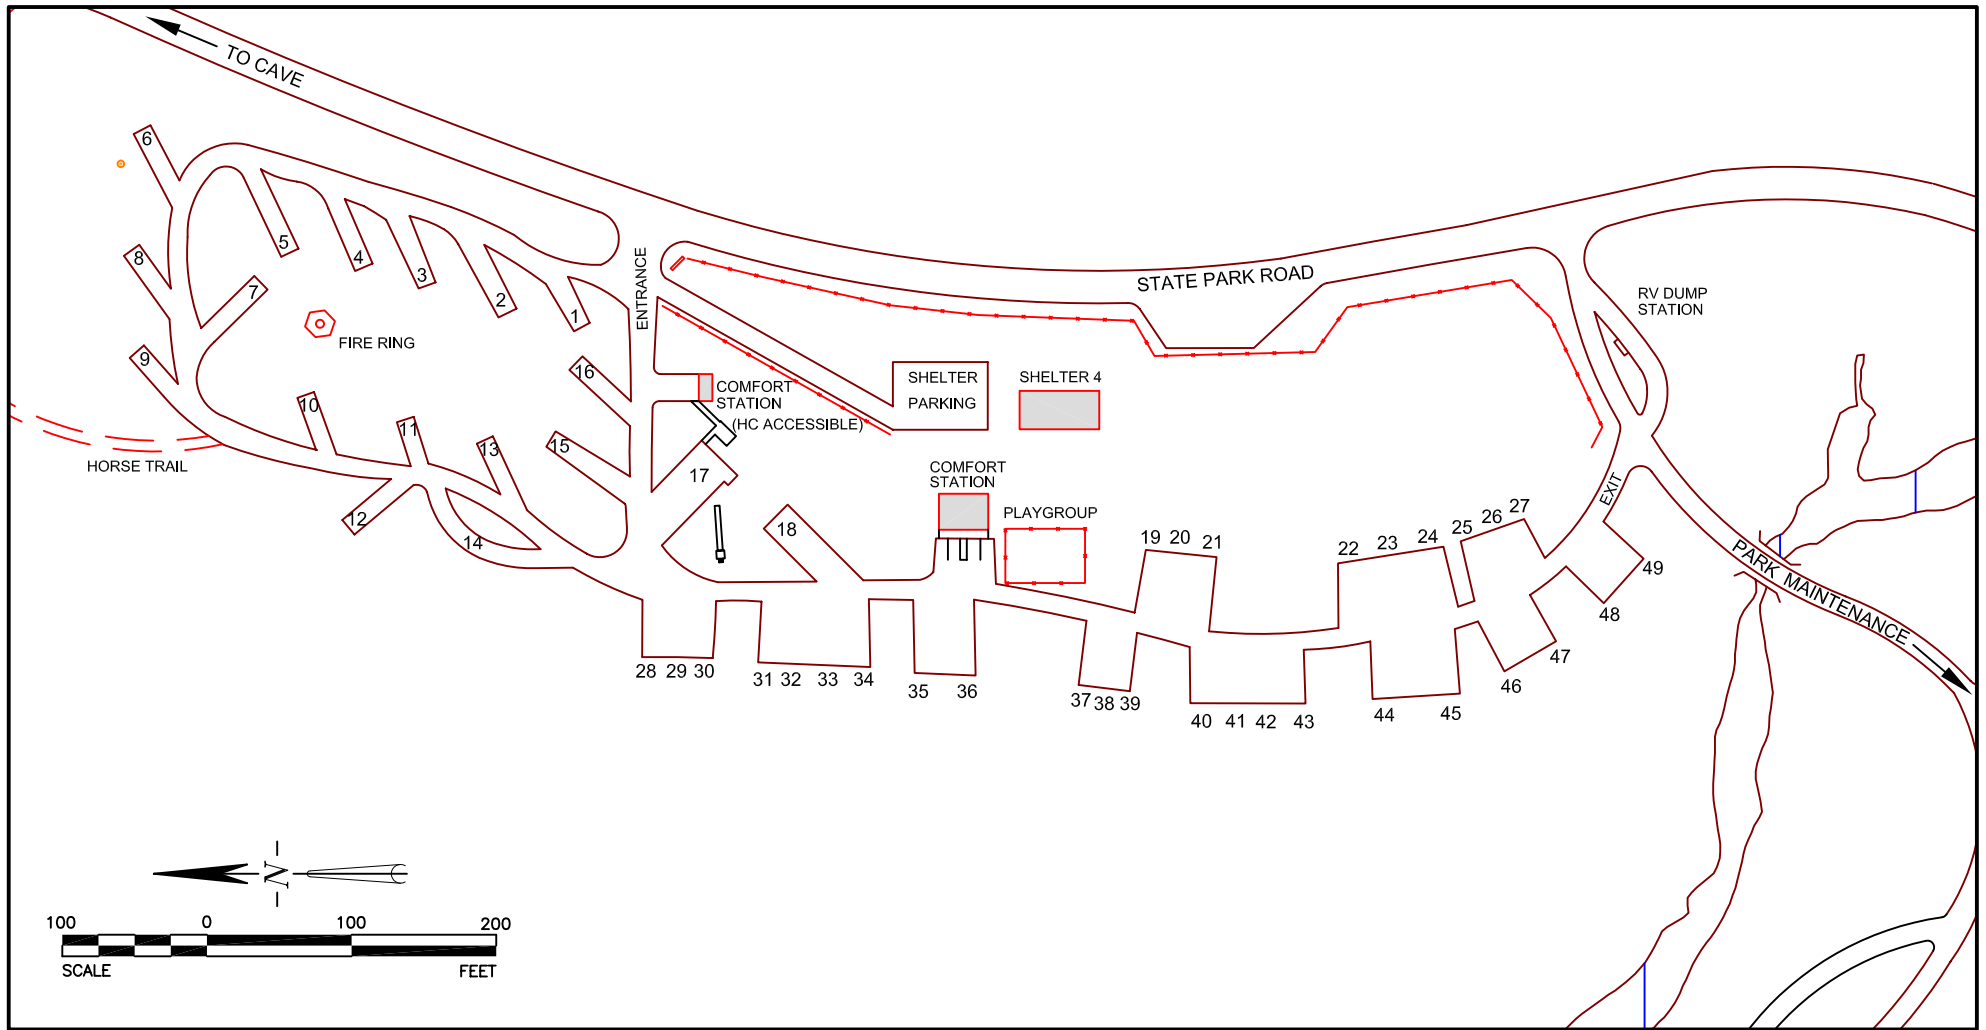 TO CAVE
6
8
5
4
3
2
1
7
9
FIRE RING
ENTRANCE
STATE PARK ROAD
RV DUMP
STATION
16
SHELTER
PARKING
SHELTER 4
COMFORT
STATION
(HC ACCESSIBLE)
10
11
13
15
12
14
HORSE TRAIL
17
18
COMFORT
STATION
PLAYGROUP
19 20 21
22 23 24
25 26 27
EXIT
49
48
47
46
PARK MAINTENANCE
28 29 30
31 32 33 34
35 36
37 38 39
40 41 42 43
44 45
N
100 0 100 200
SCALE FEET